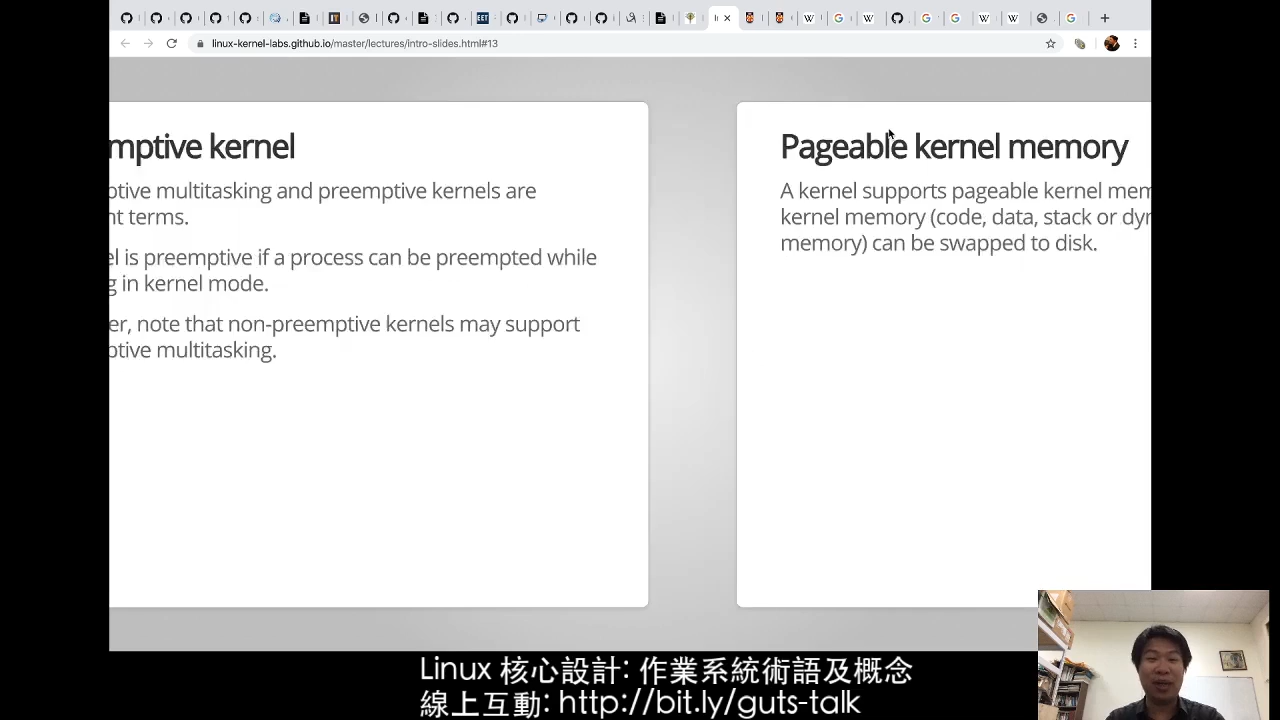 linux-kernel-labs.github.io/master/lectures/intro-slides.html#13
mptive kernel
ptive multitasking and preemptive kernels are
nt terms.
el is preemptive if a process can be preempted while
g in kernel mode.
er, note that non-preemptive kernels may support
ptive multitasking.
Pageable kernel memory
A kernel supports pageable kernel mem
kernel memory (code, data, stack or dyn
memory) can be swapped to disk.
Linux 核心設計: 作業系統術語及概念
線上互動: http://bit.ly/guts-talk